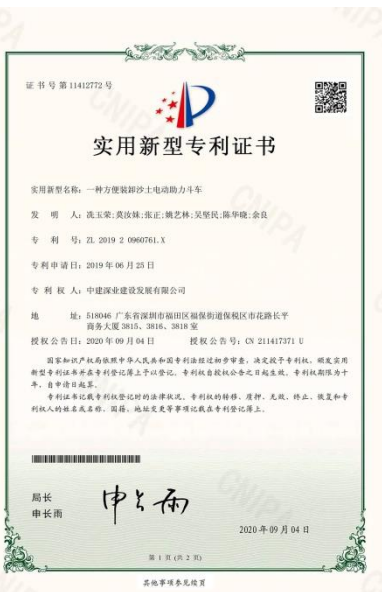 证书号第11412772号
实用新型专利证书
实用新型名称：一种方便装卸沙土电动助力斗车
发 明 人：冼玉荣;莫汝妹;张正;姚艺林;吴坚民;陈华晓;余良
专 利 号：ZL 2019 2 0960761.X
专利申请日：2019年06月25日
专 利 权 人：中建深业建设发展有限公司
地 址：518046 广东省深圳市福田区福保街道保税区市花路长平
商务大厦 3815、3816、3818室
授权公告日：2020年09月04日 授权公告号：CN 211417371 U
国家知识产权局依照中华人民共和国专利法经过初步审查，决定授予专利权，颁发实用
新型专利证书并在专利登记簿上予以登记。专利权自授权公告之日起生效。专利权期限为十
年，自申请日起算。
专利证书记载专利权登记时的法律状况。专利权的转移、质押、无效、终止、恢复和专
利权人的姓名或名称、国籍、地址变更等事项记载在专利登记簿上。
局长
申长雨
申长雨
2020年09月04日
第 1 页 (共 2 页)
其他事项参见续页
CNIPA
CNIPA
CNIPA